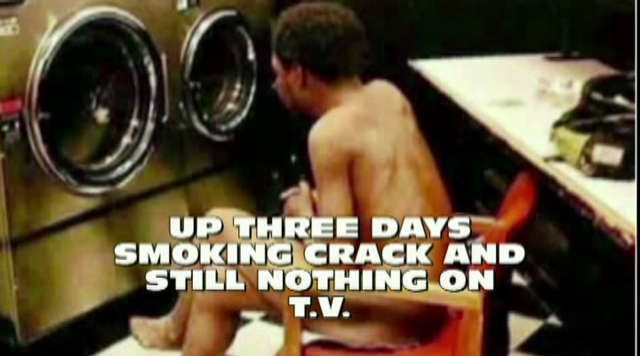 UP THREE DAYS
SMOKING CRACK AND
STILL NOTHING ON
T.V.